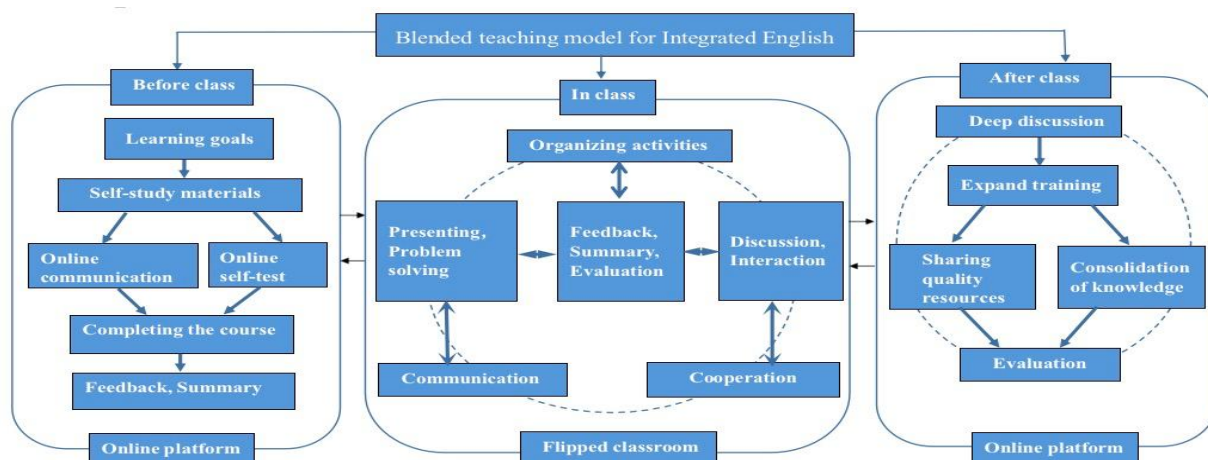 Blended teaching model for Integrated English
Before class
Learning goals
Self-study materials
Online
communication
Online
self-test
Completing the course
Feedback, Summary
Online platform
In class
Organizing activities
Presenting,
Problem
solving
Feedback,
Summary,
Evaluation
Discussion,
Interaction
Communication
Cooperation
Flipped classroom
After class
Deep discussion
Expand training
Sharing
quality
resources
Consolidation
of knowledge
Evaluation
Online platform